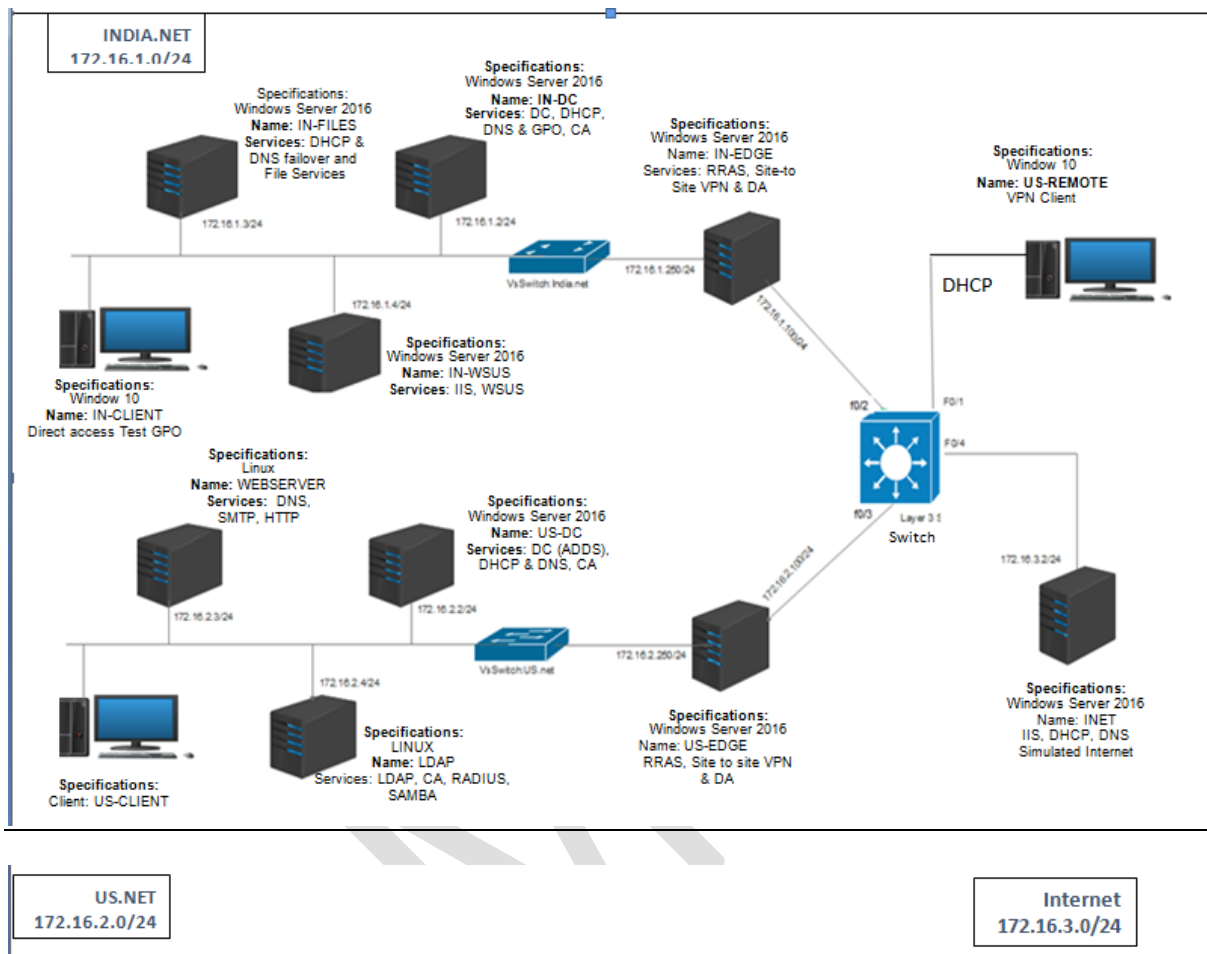 INDIA.NET
172.16.1.0/24
Specifications:
Windows Server 2016
Name: IN-FILES
Services: DHCP &
DNS failover and
File Services
172.16.1.3/24
Specifications:
Windows Server 2016
Name: IN-DC
Services: DC, DHCP,
DNS & GPO, CA
172.16.1.2/24
Specifications:
Windows Server 2016
Name: IN-EDGE
Services: RRAS, Site-to
Site VPN & DA
Specifications:
Window 10
Name: US-REMOTE
VPN Client
VsSwitch:India.net
172.16.1.250/24
172.16.1.100/24
DHCP
172.16.1.4/24
Specifications:
Windows Server 2016
Name: IN-WSUS
Services: IIS, WSUS
Specifications:
Window 10
Name: IN-CLIENT
Direct access Test GPO
f0/2
F0/1
F0/4
f0/3
Layer 3 S
Switch
Specifications:
Linux
Name: WEBSERVER
Services: DNS,
SMTP, HTTP
172.16.2.3/24
Specifications:
Windows Server 2016
Name: US-DC
Services: DC (ADDS),
DHCP & DNS, CA
172.16.2.2/24
172.16.2.100/24
172.16.3.2/24
VsSwitch:US.net
172.16.2.250/24
172.16.2.4/24
Specifications:
LINUX
Name: LDAP
Services: LDAP, CA, RADIUS,
SAMBA
Specifications:
Client: US-CLIENT
Specifications:
Windows Server 2016
Name: US-EDGE
RRAS, Site to site VPN
& DA
Specifications:
Windows Server 2016
Name: INET
IIS, DHCP, DNS
Simulated Internet
US.NET
172.16.2.0/24
Internet
172.16.3.0/24